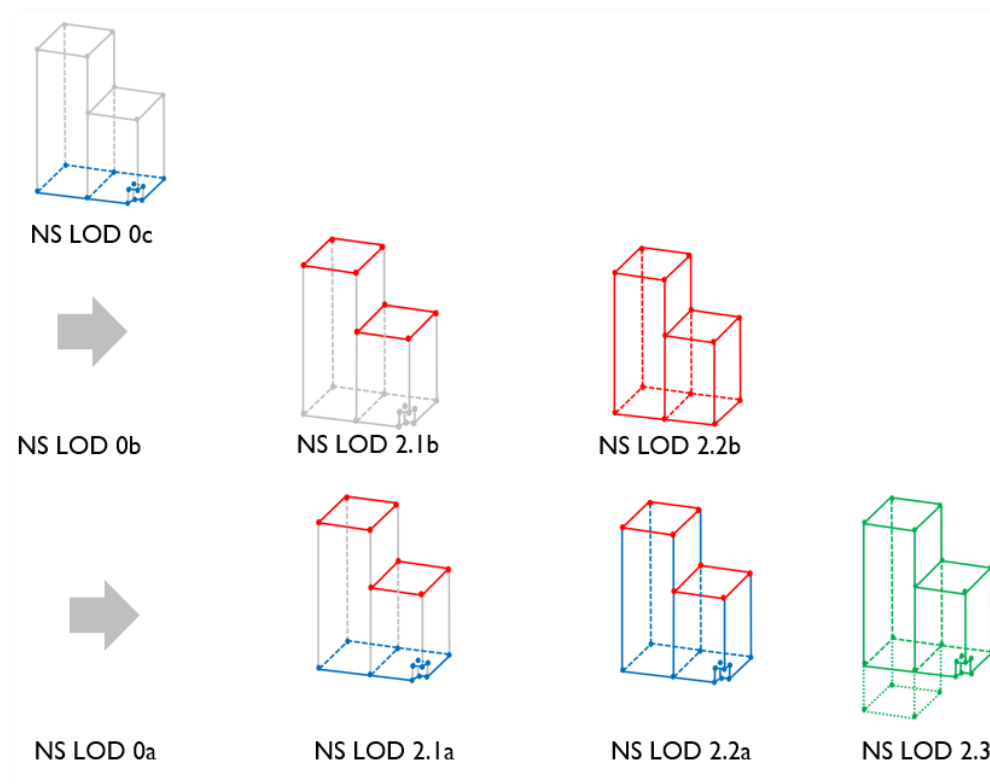 NS LOD 0c
NS LOD 0b
NS LOD 2.1b
NS LOD 2.2b
NS LOD 0a
NS LOD 2.1a
NS LOD 2.2a
NS LOD 2.3